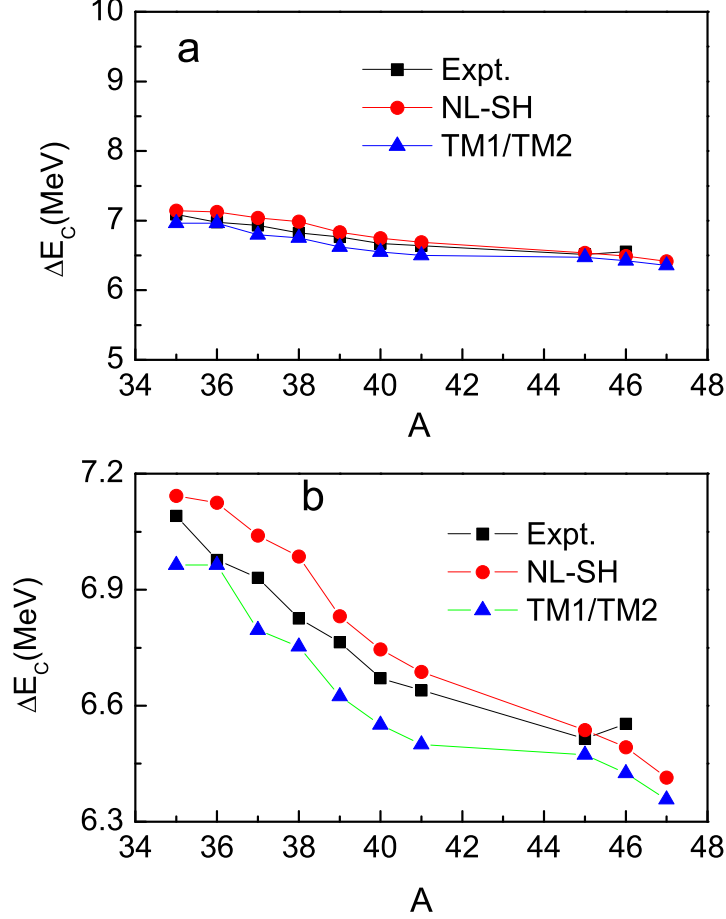 10
9
8
7
6
5
ΔE_C(MeV)
a
Expt.
NL-SH
TM1/TM2
34 36 38 40 42 44 46 48
A
7.2
6.9
6.6
6.3
ΔE_C(MeV)
b
Expt.
NL-SH
TM1/TM2
34 36 38 40 42 44 46 48
A